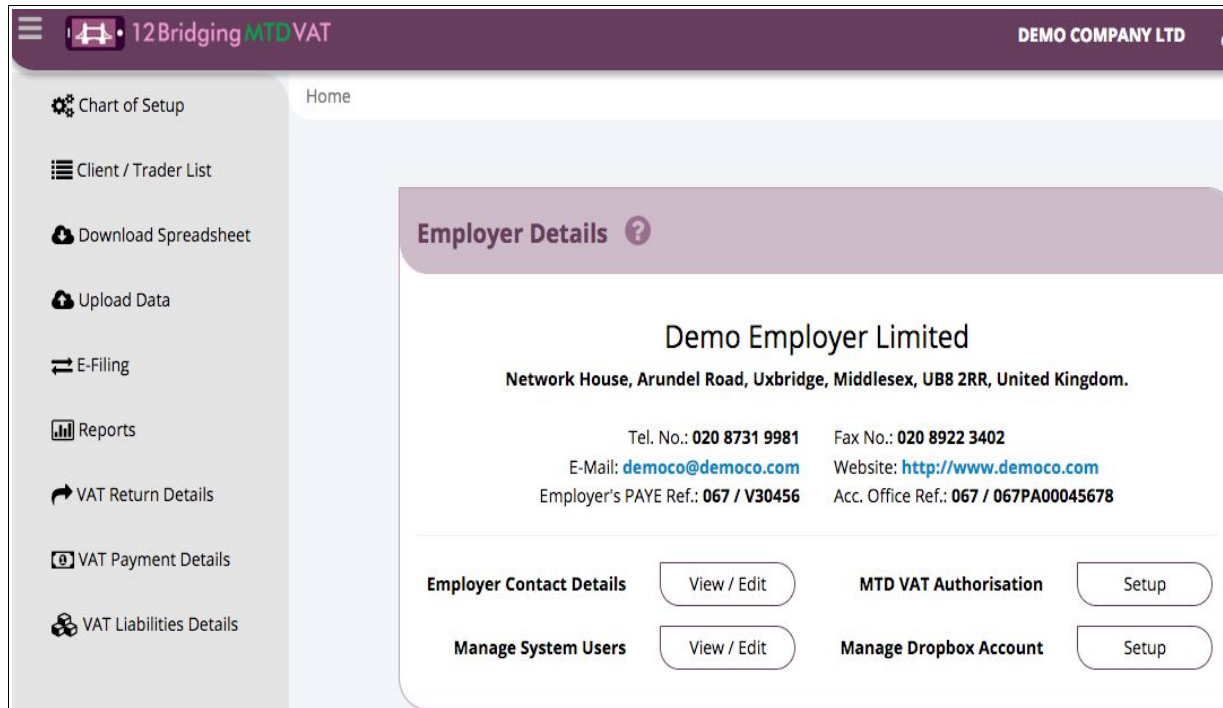 12BridgingMTDVAT
DEMO COMPANY LTD
Chart of Setup
Client / Trader List
Download Spreadsheet
Upload Data
E-Filing
Reports
VAT Return Details
VAT Payment Details
VAT Liabilities Details
Home
Employer Details ?
Demo Employer Limited
Network House, Arundel Road, Uxbridge, Middlesex, UB8 2RR, United Kingdom.
Tel. No.: 020 8731 9981 Fax No.: 020 8922 3402
E-Mail: democo@democo.com Website: http://www.democo.com
Employer's PAYE Ref.: 067 / V30456 Acc. Office Ref.: 067 / 067PA00045678
Employer Contact Details View / Edit MTD VAT Authorisation Setup
Manage System Users View / Edit Manage Dropbox Account Setup